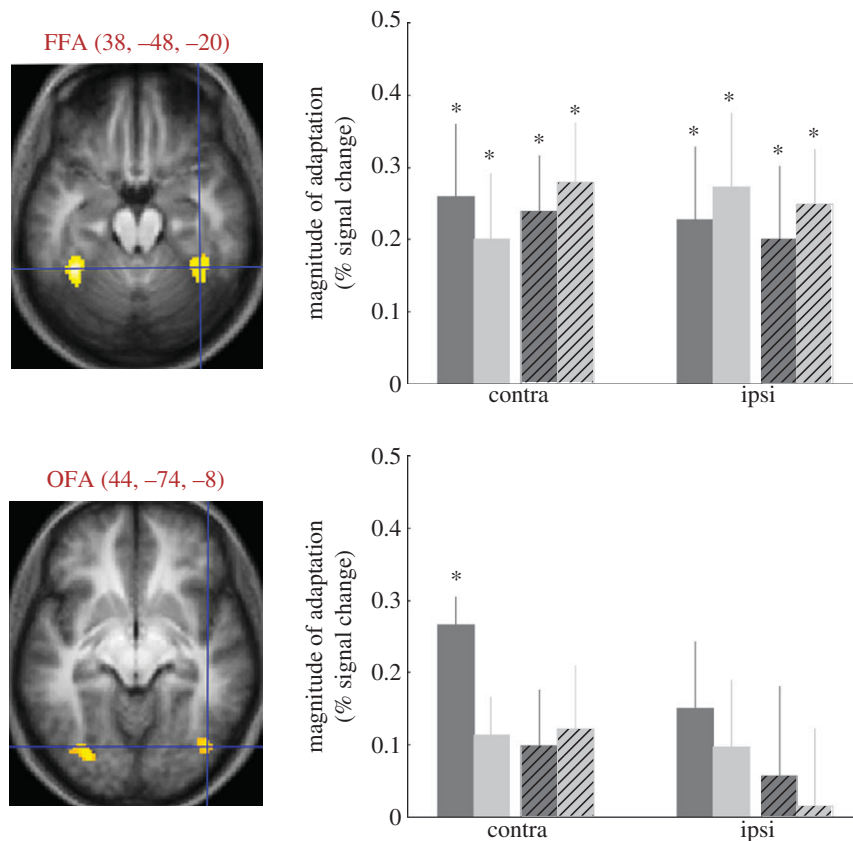 FFA (38, –48, –20)
magnitude of adaptation
(% signal change)
0.5
0.4
0.3
0.2
0.1
0
* * * * * * * *
contra ipsi
OFA (44, –74, –8)
magnitude of adaptation
(% signal change)
0.5
0.4
0.3
0.2
0.1
0
*
contra ipsi